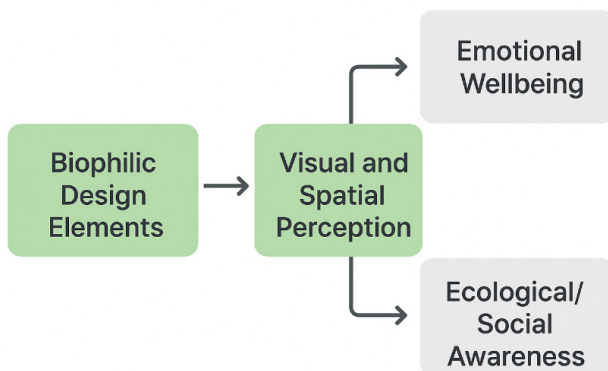 Biophilic
Design
Elements
Visual and
Spatial
Perception
Emotional
Wellbeing
Ecological/
Social
Awareness